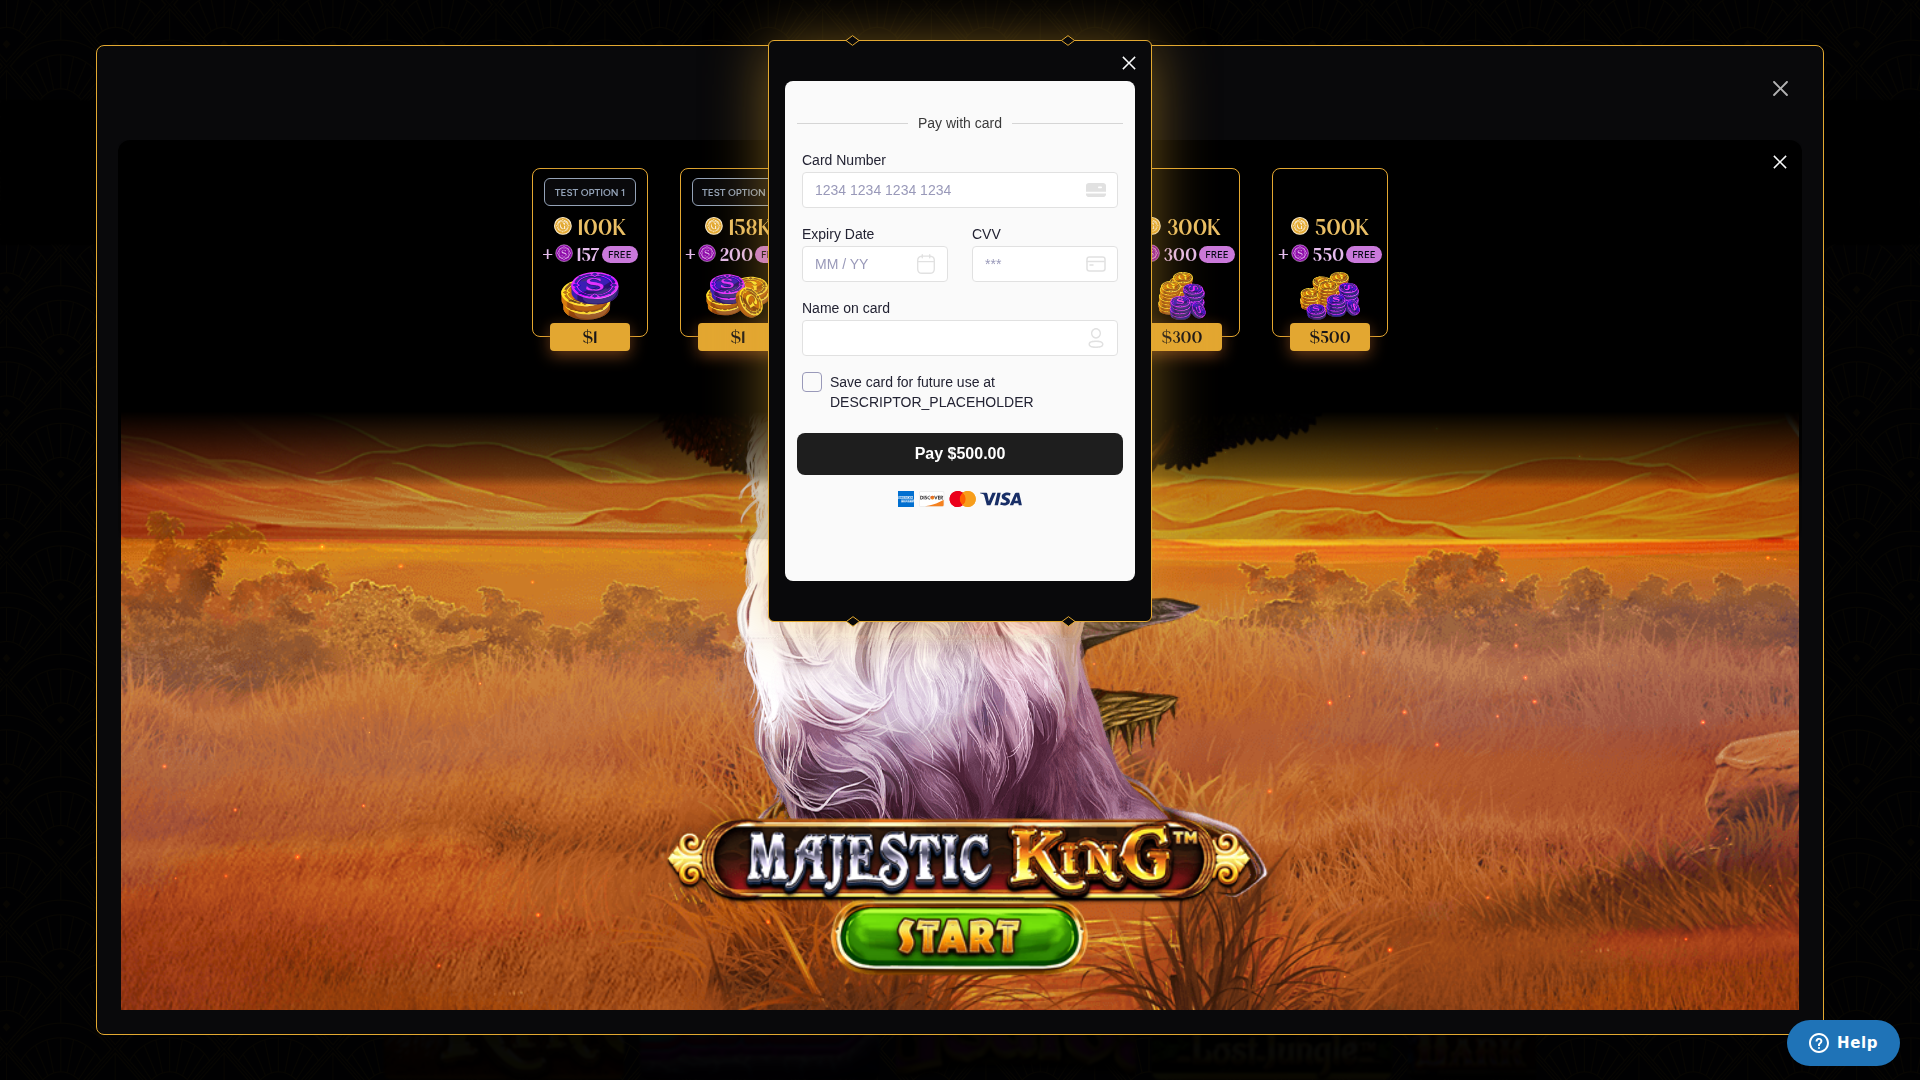 Pay with card
Card Number
1234 1234 1234 1234
Expiry Date
CVV
MM / YY
***
Name on card
Save card for future use at
DESCRIPTOR_PLACEHOLDER
Pay $500.00
DISCOVER
VISA
TEST OPTION 1
100K
+ S 157 FREE
$1
TEST OPTION
158K
+ S 200
$1
300K
300 FREE
$300
500K
+ S 550 FREE
$500
MAJESTIC KING™
START
Help